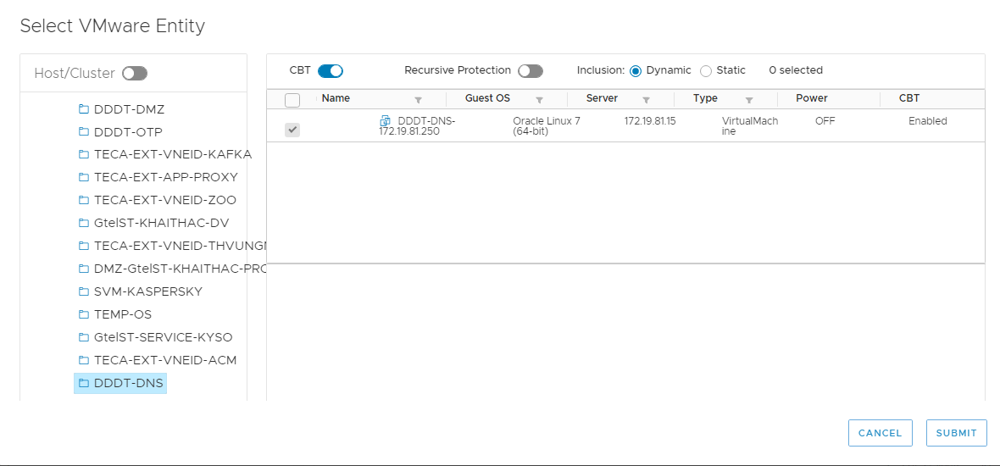 Select VMware Entity
Host/Cluster
DDDT-DMZ
DDDT-OTP
TECA-EXT-VNEID-KAFKA
TECA-EXT-APP-PROXY
TECA-EXT-VNEID-ZOO
GtelST-KHAITHAC-DV
TECA-EXT-VNEID-THVUNG
DMZ-GtelST-KHAITHAC-PRO
SVM-KASPERSKY
TEMP-OS
GtelST-SERVICE-KYSO
TECA-EXT-VNEID-ACM
DDDT-DNS
CBT Recursive Protection Inclusion: Dynamic Static 0 selected
Name Guest OS Server Type Power CBT
DDDT-DNS-
172.19.81.250
Oracle Linux 7
(64-bit)
172.19.81.15
VirtualMach
ine
OFF
Enabled
CANCEL SUBMIT